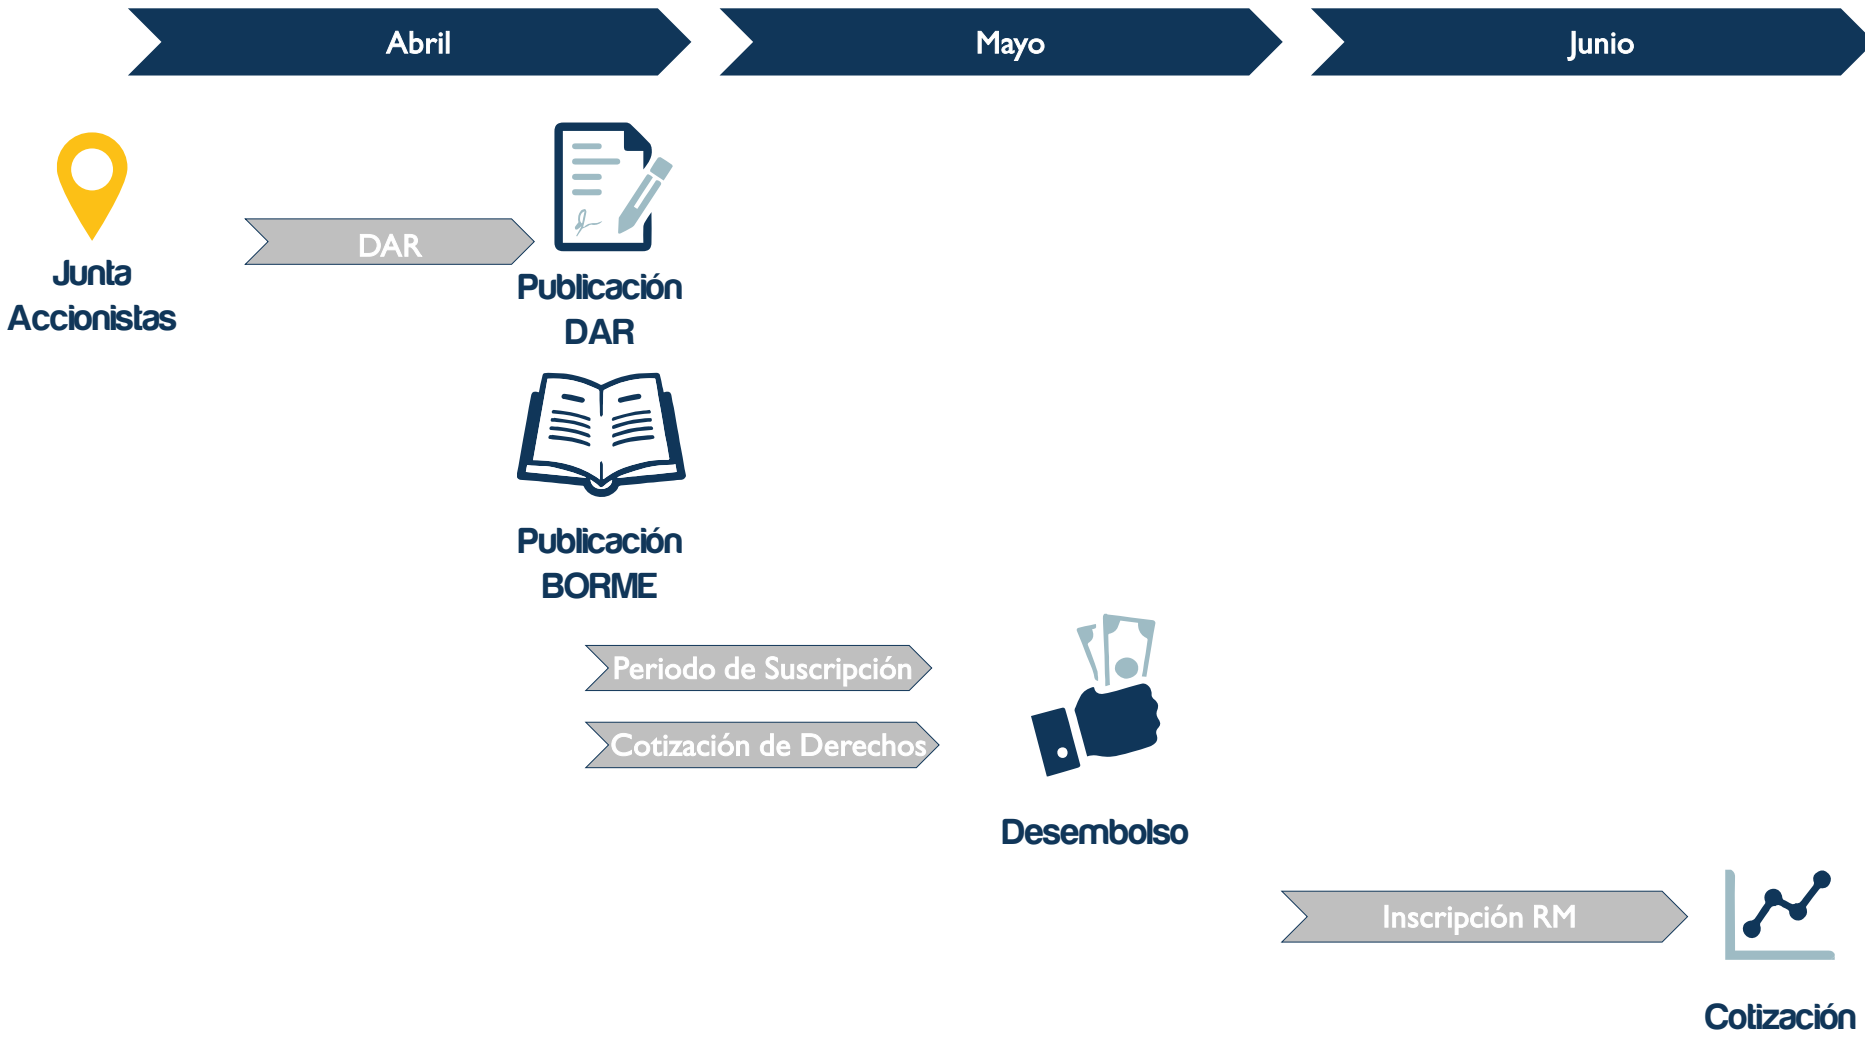 Abril
Mayo
Junio
DAR
Junta
Accionistas
Publicación
DAR
Publicación
BORME
Periodo de Suscripción
Cotización de Derechos
Desembolso
Inscripción RM
Cotización